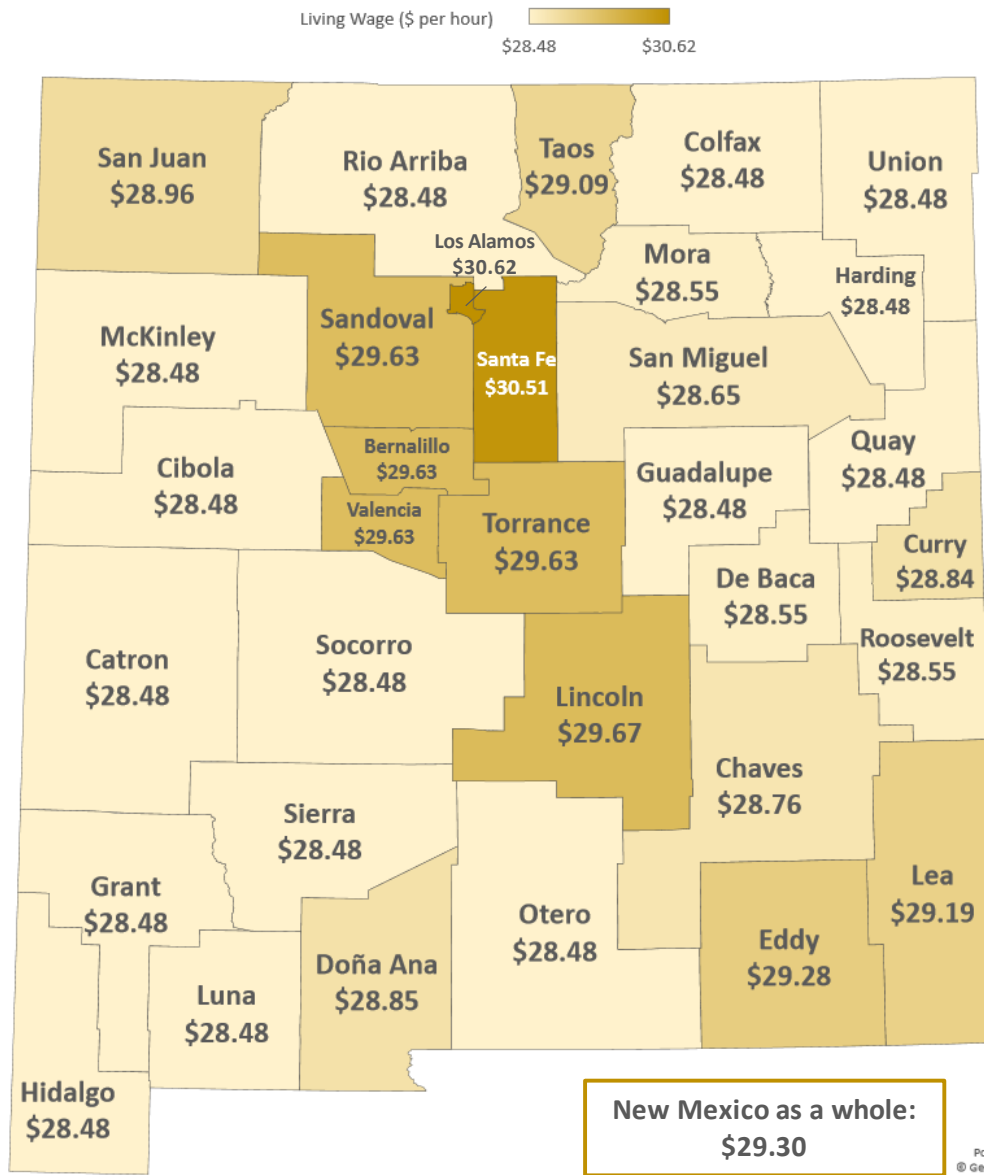 Living Wage ($ per hour)
$28.48 $30.62
San Juan
$28.96
Rio Arriba
$28.48
Taos
$29.09
Colfax
$28.48
Union
$28.48
Los Alamos
$30.62
Mora
$28.55
Harding
$28.48
McKinley
$28.48
Sandoval
$29.63
Santa Fe
$30.51
San Miguel
$28.65
Cibola
$28.48
Bernalillo
$29.63
Valencia
$29.63
Torrance
$29.63
Guadalupe
$28.48
Quay
$28.48
Curry
$28.84
De Baca
$28.55
Roosevelt
$28.55
Catron
$28.48
Socorro
$28.48
Lincoln
$29.67
Chaves
$28.76
Sierra
$28.48
Grant
$28.48
Otero
$28.48
Eddy
$29.28
Lea
$29.19
Doña Ana
$28.85
Luna
$28.48
Hidalgo
$28.48
New Mexico as a whole:
$29.30
Po
© Ge